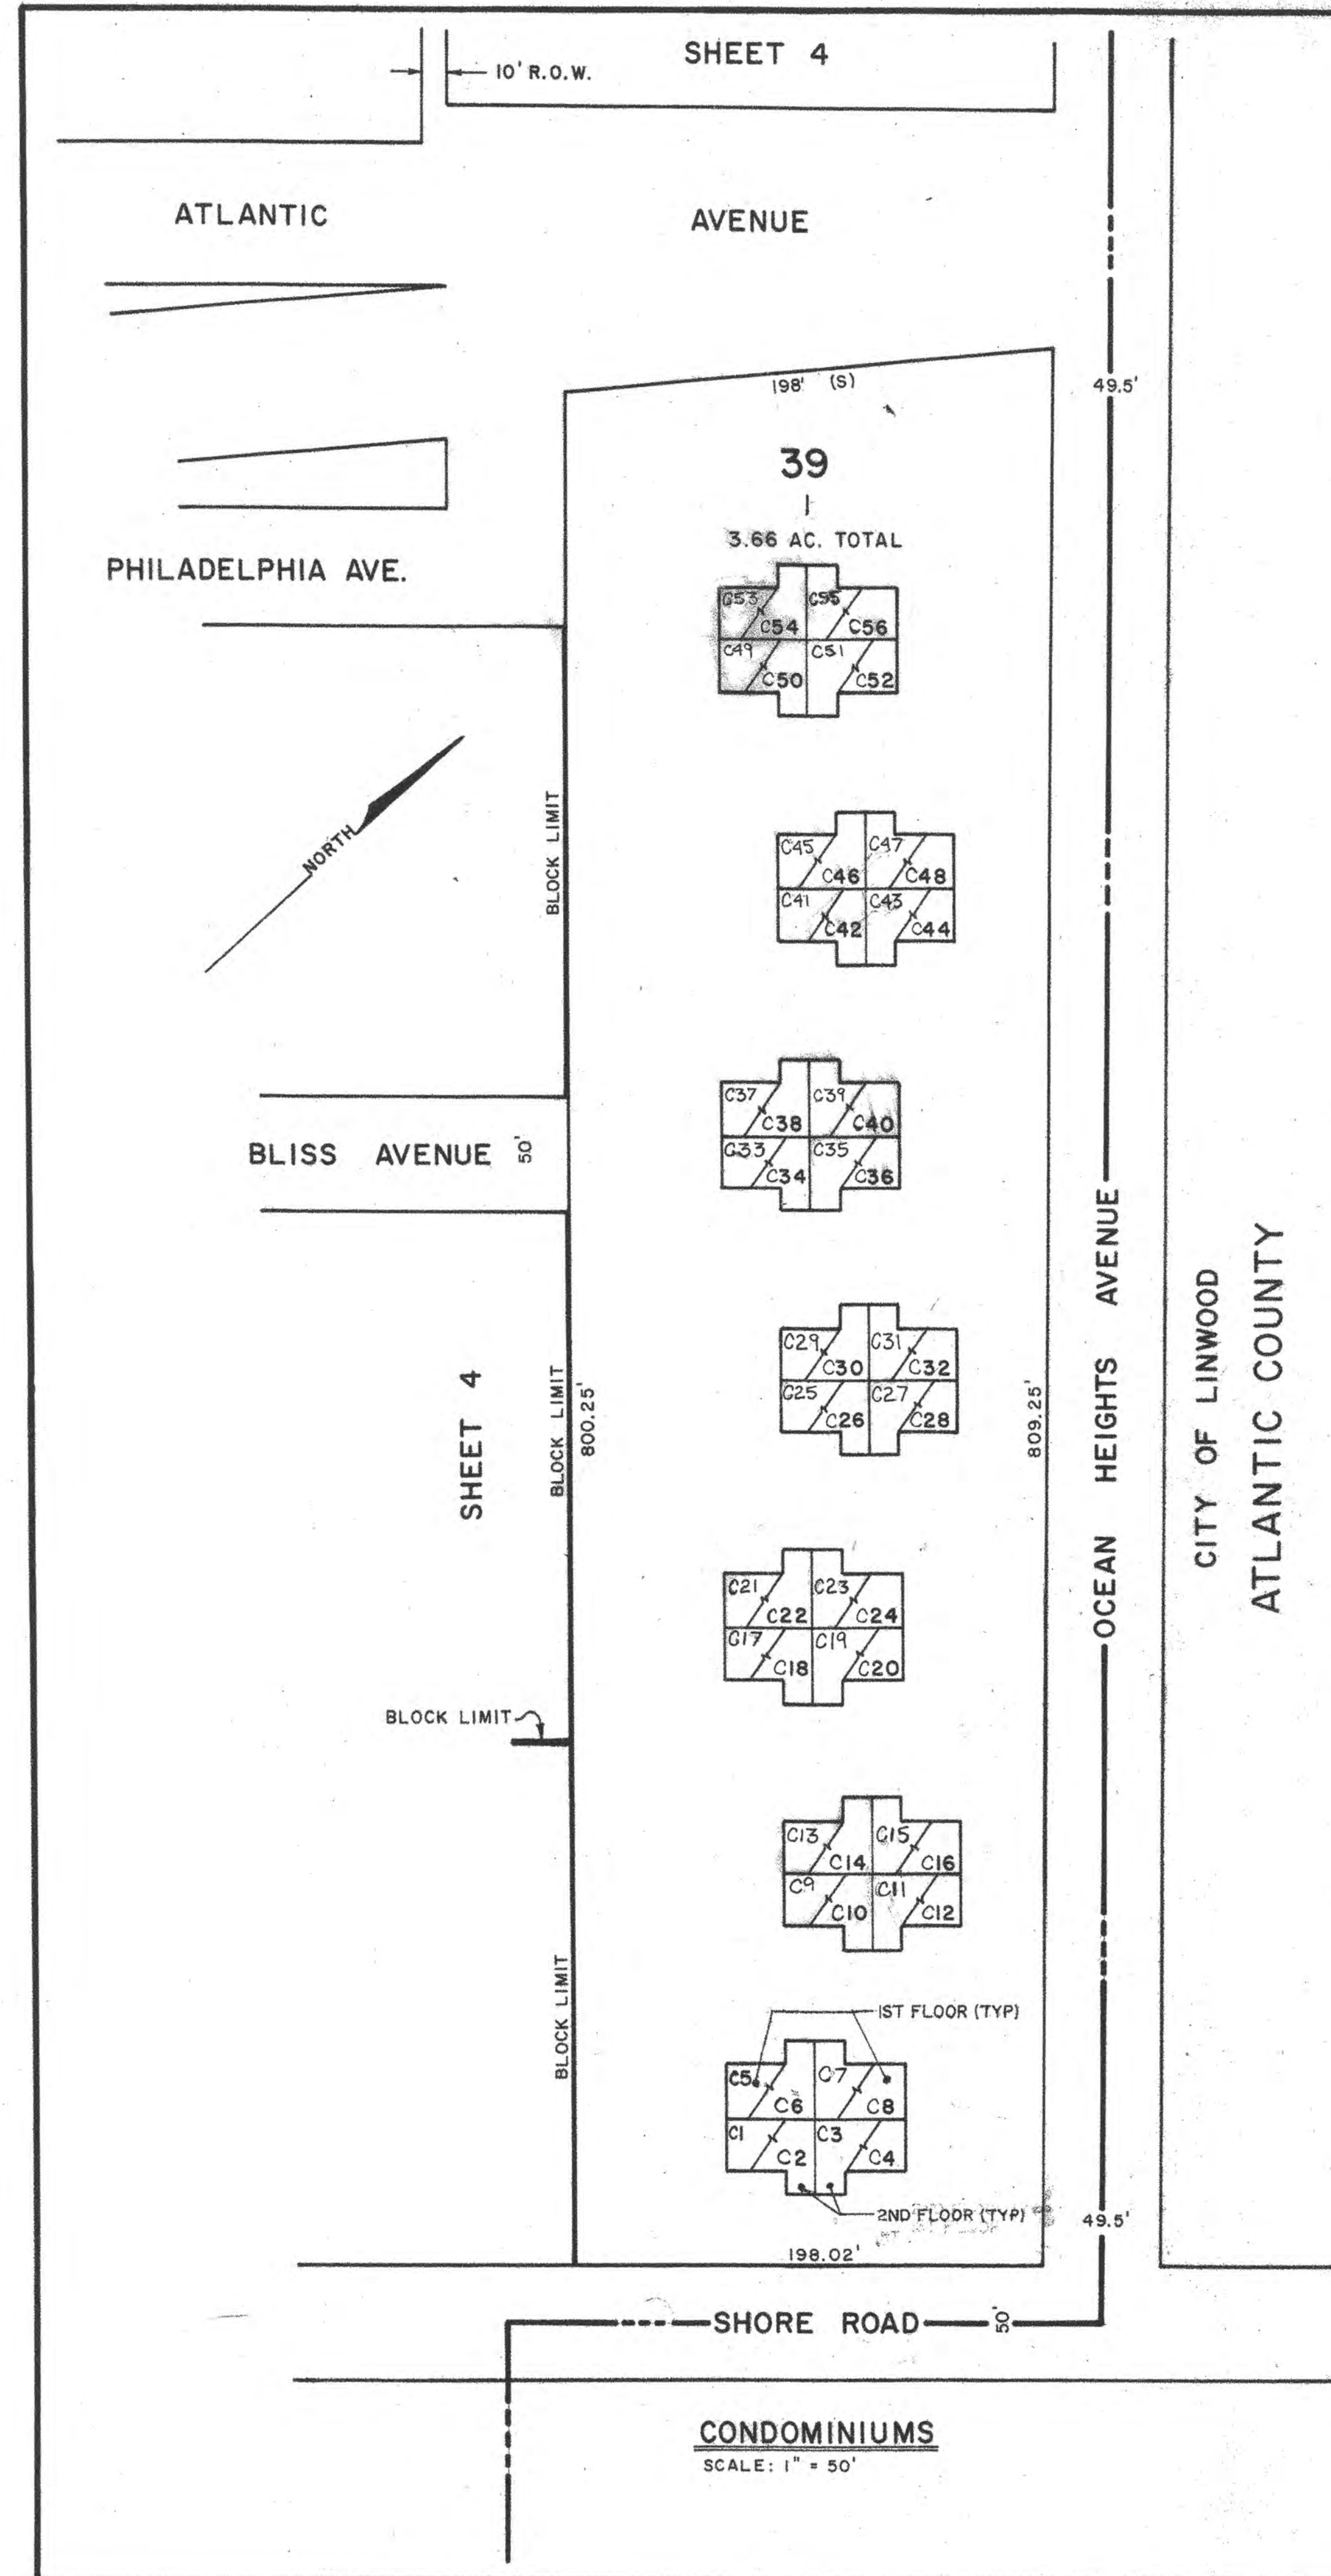 SHEET 4
10' R.O.W.
ATLANTIC AVENUE
198' (S)
49.5'
39
1
3.66 AC. TOTAL
PHILADELPHIA AVE.
C53 C55
C54 C56
C49 C51
C50 C52
NORTH
BLOCK LIMIT
C45 C47
C46 C48
C41 C43
C42 C44
C37 C39
C38 C40
C33 C35
C34 C36
BLISS AVENUE 50'
C29 C31
C30 C32
C25 C27
C26 C28
SHEET 4
BLOCK LIMIT
800.25'
809.25'
OCEAN HEIGHTS AVENUE
CITY OF LINWOOD
ATLANTIC COUNTY
C21 C23
C22 C24
C17 C19
C18 C20
BLOCK LIMIT
C13 C15
C14 C16
C9 C11
C10 C12
BLOCK LIMIT
1ST FLOOR (TYP)
C5 C7
C6 C8
C1 C3
C2 C4
2ND FLOOR (TYP)
49.5'
198.02'
SHORE ROAD 50'
CONDOMINIUMS
SCALE: 1" = 50'